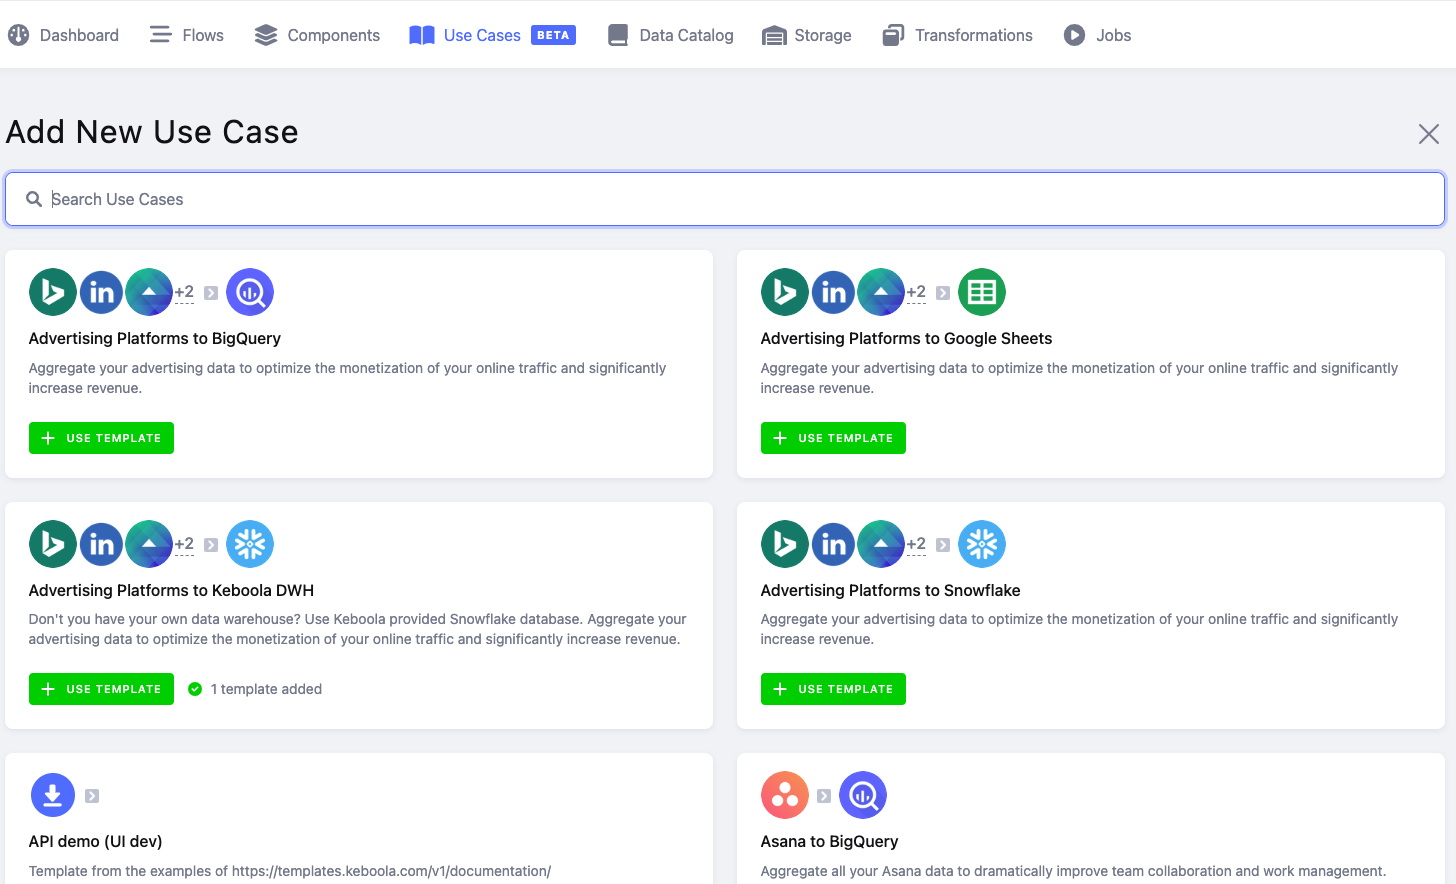 Dashboard Flows Components Use Cases BETA Data Catalog Storage Transformations Jobs
Add New Use Case
Search Use Cases
in +2
Advertising Platforms to BigQuery
Aggregate your advertising data to optimize the monetization of your online traffic and significantly
increase revenue.
USE TEMPLATE
in +2
Advertising Platforms to Google Sheets
Aggregate your advertising data to optimize the monetization of your online traffic and significantly
increase revenue.
USE TEMPLATE
in +2
Advertising Platforms to Keboola DWH
Don't you have your own data warehouse? Use Keboola provided Snowflake database. Aggregate your
advertising data to optimize the monetization of your online traffic and significantly increase revenue.
USE TEMPLATE 1 template added
in +2
Advertising Platforms to Snowflake
Aggregate your advertising data to optimize the monetization of your online traffic and significantly
increase revenue.
USE TEMPLATE
API demo (UI dev)
Template from the examples of https://templates.keboola.com/v1/documentation/
Asana to BigQuery
Aggregate all your Asana data to dramatically improve team collaboration and work management.